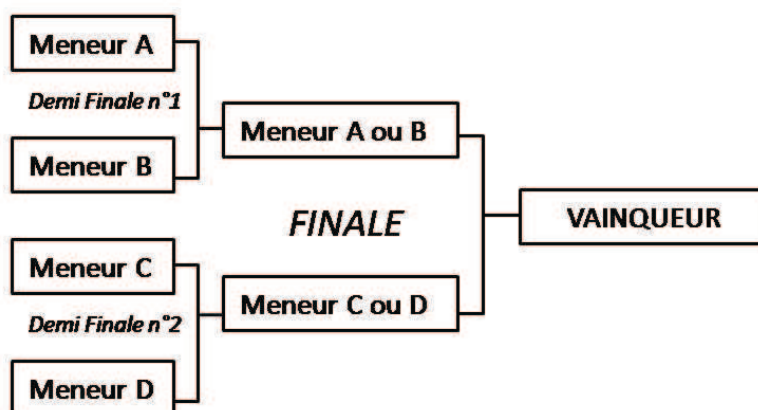 Meneur A
Demi Finale n°1
Meneur B
Meneur A ou B
FINALE
VAINQUEUR
Meneur C
Demi Finale n°2
Meneur D
Meneur C ou D